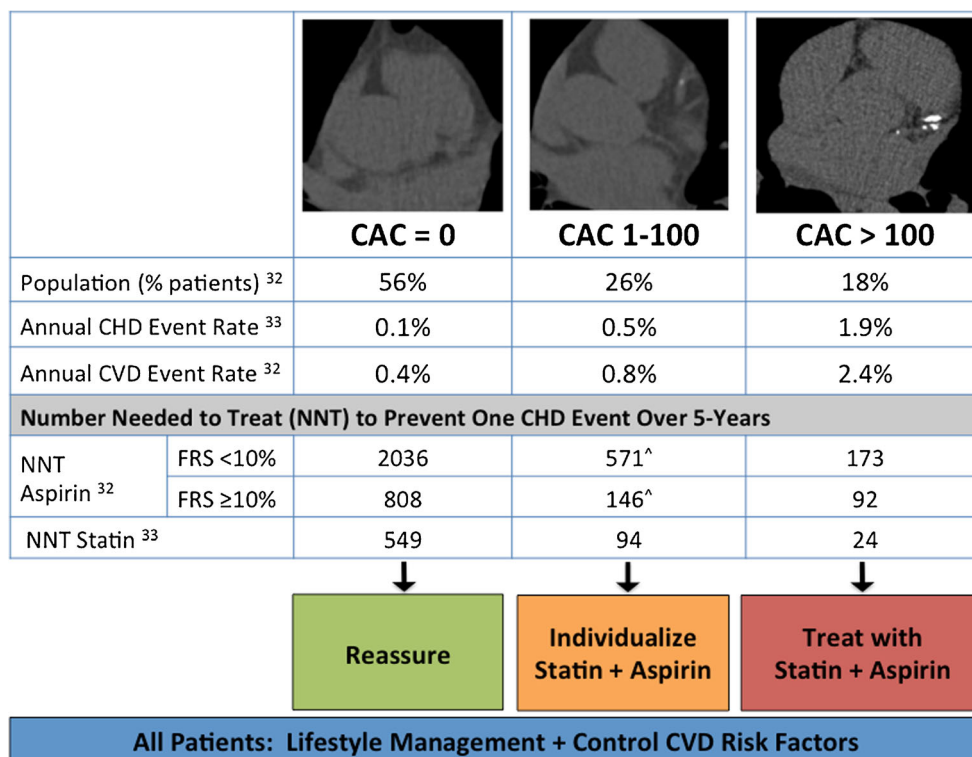 CAC = 0 CAC 1-100 CAC > 100
Population (% patients) 32 56% 26% 18%
Annual CHD Event Rate 33 0.1% 0.5% 1.9%
Annual CVD Event Rate 32 0.4% 0.8% 2.4%
Number Needed to Treat (NNT) to Prevent One CHD Event Over 5-Years
NNT
Aspirin 32
FRS <10% 2036 571^ 173
FRS ≥10% 808 146^ 92
NNT Statin 33 549 94 24
Reassure
Individualize
Statin + Aspirin
Treat with
Statin + Aspirin
All Patients: Lifestyle Management + Control CVD Risk Factors